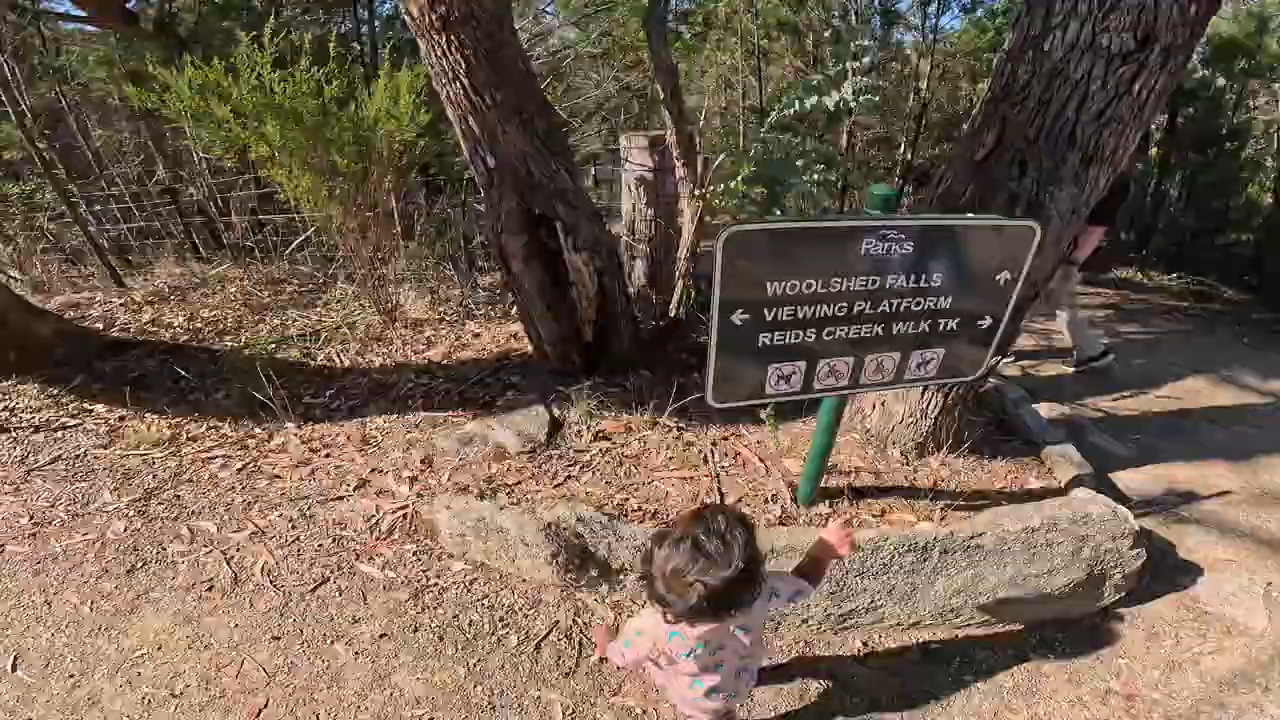 Parks
WOOLSHED FALLS ↑
← VIEWING PLATFORM
REIDS CREEK WLK TK →